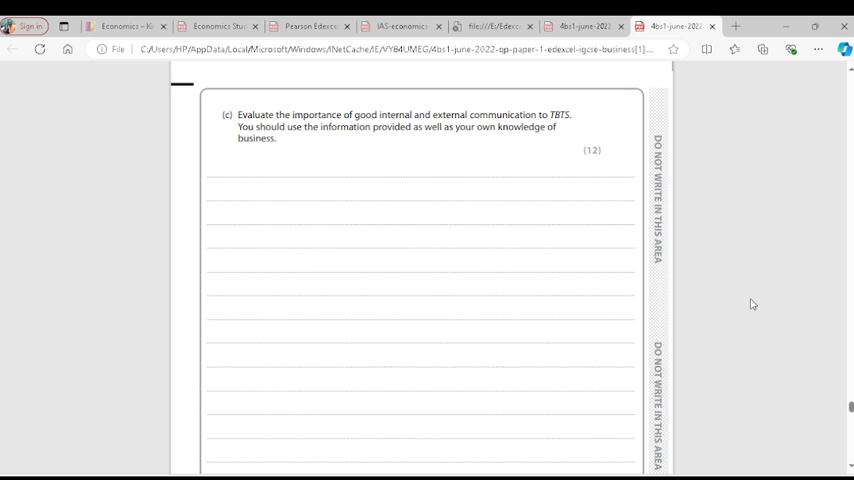 Sign in
Economics – K
Economics Stud
Pearson Edexce
IAS-economics
file:///E:/Edexc
4bs1-june-2022
4bs1-june-2022
File
C:/Users/HP/AppData/Local/Microsoft/Windows/INetCache/IE/VY84UMEG/4bs1-june-2022-qp-paper-1-edexcel-igcse-business[1]....
(c) Evaluate the importance of good internal and external communication to TBTS.
You should use the information provided as well as your own knowledge of
business.
(12)
DO NOT WRITE IN THIS AREA
DO NOT WRITE IN THIS AREA